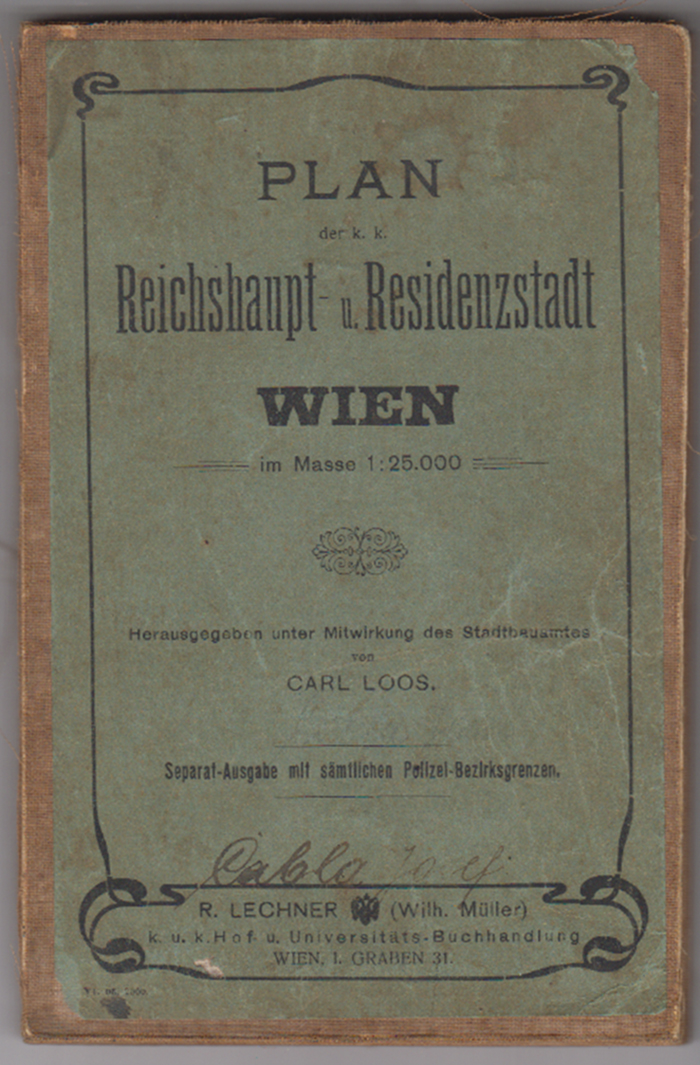 PLAN
der k. k.
Reichshaupt- u. Residenzstadt
WIEN
im Masse 1:25.000
Herausgegeben unter Mitwirkung des Stadtbauamtes
von
CARL LOOS.
Separat-Ausgabe mit sämtlichen Polizei-Bezirksgrenzen.
Josef
R. LECHNER (Wilh. Müller)
k. u. k. Hof- u. Universitäts-Buchhandlung
WIEN, I. GRABEN 31.